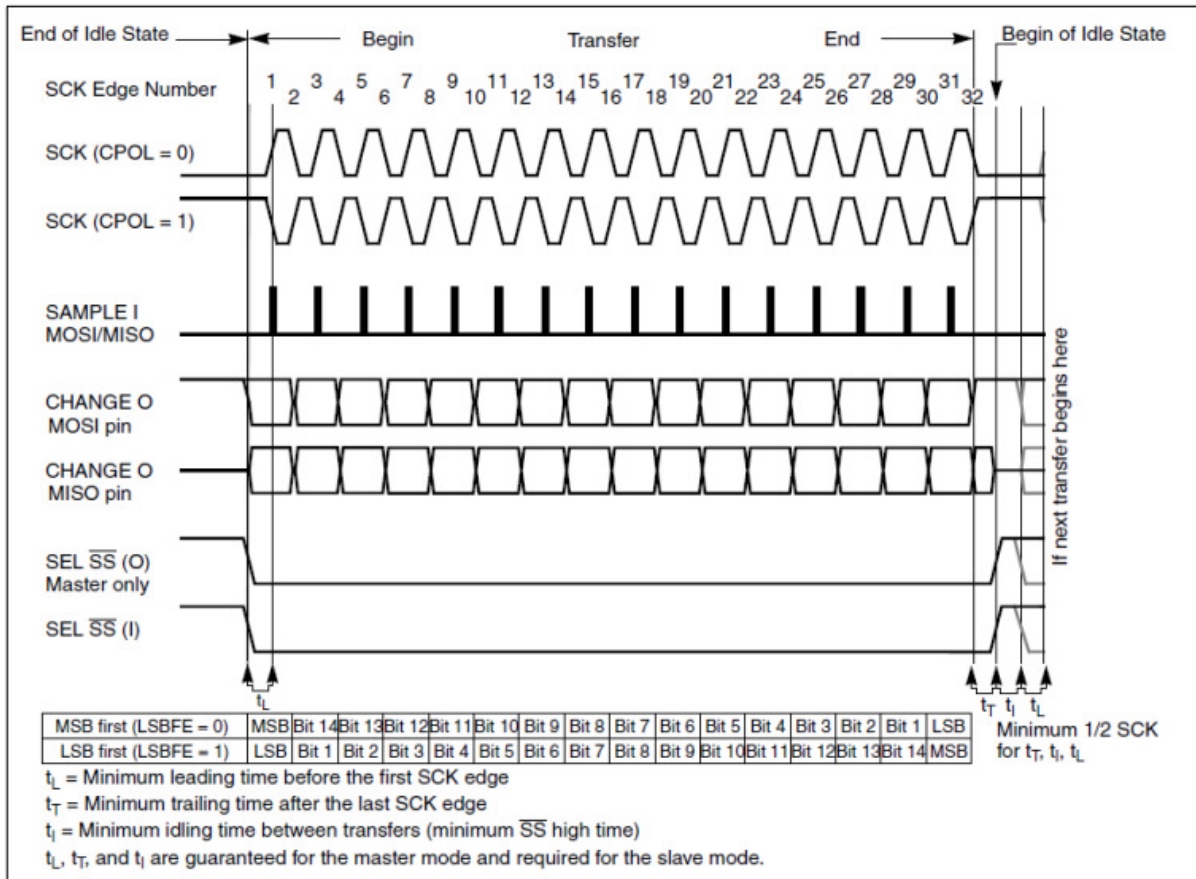 End of Idle State
Begin
Transfer
End
Begin of Idle State
SCK Edge Number
1 3 5 7 9 11 13 15 17 19 21 23 25 27 29 31
2 4 6 8 10 12 14 16 18 20 22 24 26 28 30 32
SCK (CPOL = 0)
SCK (CPOL = 1)
SAMPLE I
MOSI/MISO
CHANGE O
MOSI pin
CHANGE O
MISO pin
SEL SS (O)
Master only
SEL SS (I)
If next transfer begins here
tL
tT tI tL
MSB first (LSBFE = 0) MSB Bit 14 Bit 13 Bit 12 Bit 11 Bit 10 Bit 9 Bit 8 Bit 7 Bit 6 Bit 5 Bit 4 Bit 3 Bit 2 Bit 1 LSB
LSB first (LSBFE = 1) LSB Bit 1 Bit 2 Bit 3 Bit 4 Bit 5 Bit 6 Bit 7 Bit 8 Bit 9 Bit 10 Bit 11 Bit 12 Bit 13 Bit 14 MSB
Minimum 1/2 SCK
for tT, tI, tL
tL = Minimum leading time before the first SCK edge
tT = Minimum trailing time after the last SCK edge
tI = Minimum idling time between transfers (minimum SS high time)
tL, tT, and tI are guaranteed for the master mode and required for the slave mode.